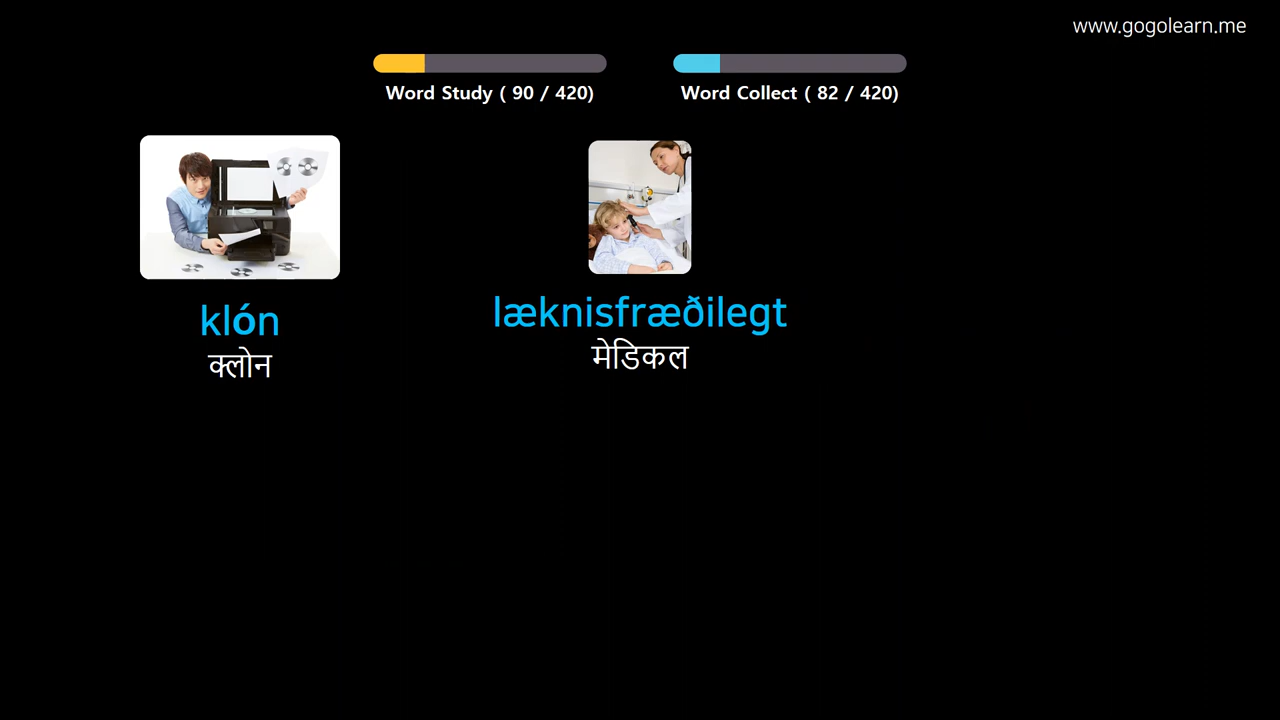 www.gogolearn.me
Word Study ( 90 / 420)
Word Collect ( 82 / 420)
klón
क्लोन
læknisfræðilegt
मेडिकल